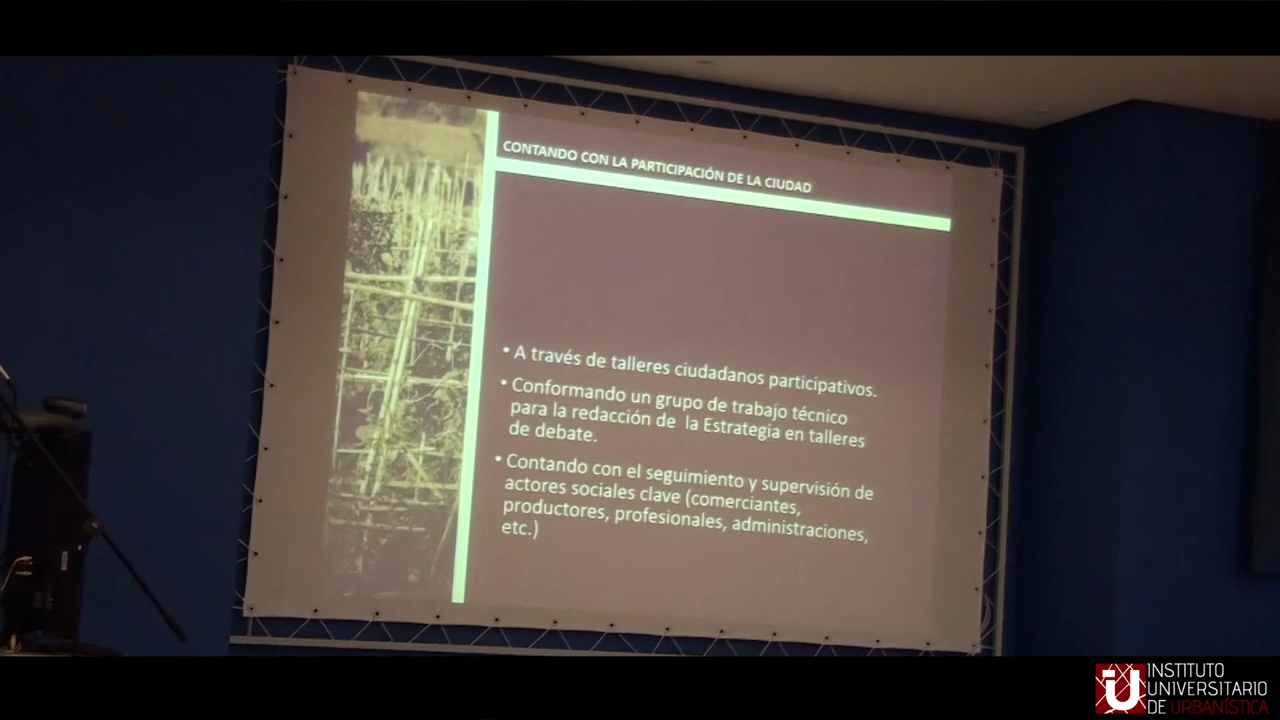 CONTANDO CON LA PARTICIPACIÓN DE LA CIUDAD
• A través de talleres ciudadanos participativos.
• Conformando un grupo de trabajo técnico
para la redacción de la Estrategia en talleres
de debate.
• Contando con el seguimiento y supervisión de
actores sociales clave (comerciantes,
productores, profesionales, administraciones,
etc.)
iU
INSTITUTO
UNIVERSITARIO
DE URBANÍSTICA